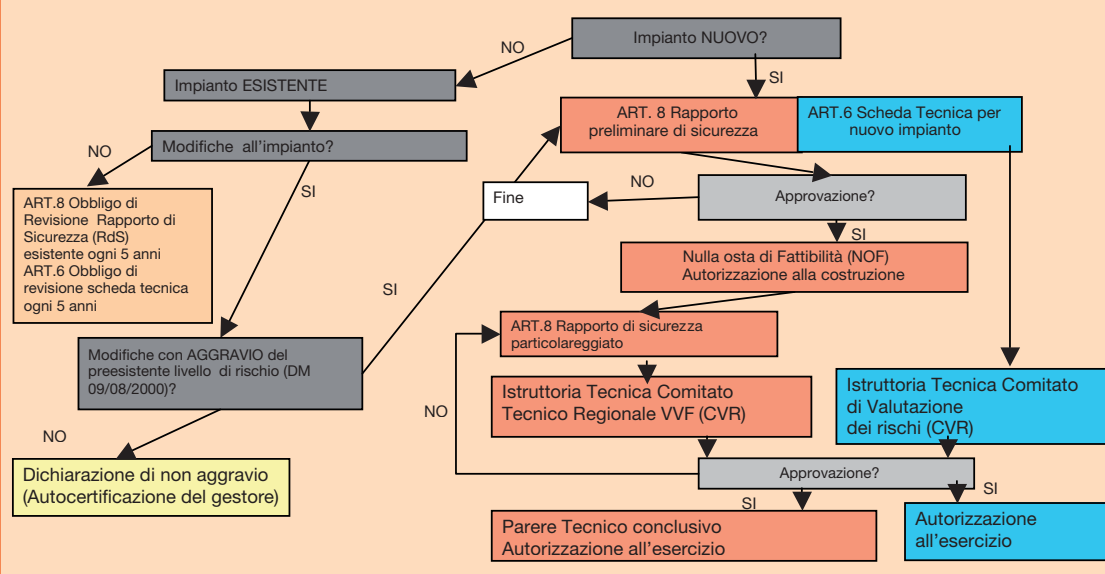 Impianto NUOVO?
NO
SI
Impianto ESISTENTE
ART. 8 Rapporto
preliminare di sicurezza
ART.6 Scheda Tecnica per
nuovo impianto
Modifiche all'impianto?
NO
SI
Fine
NO
Approvazione?
SI
ART.8 Obbligo di
Revisione Rapporto di
Sicurezza (RdS)
esistente ogni 5 anni
ART.6 Obbligo di
revisione scheda tecnica
ogni 5 anni
Nulla osta di Fattibilità (NOF)
Autorizzazione alla costruzione
SI
ART.8 Rapporto di sicurezza
particolareggiato
Modifiche con AGGRAVIO del
preesistente livello di rischio (DM
09/08/2000)?
Istruttoria Tecnica Comitato
Tecnico Regionale VVF (CVR)
Istruttoria Tecnica Comitato
di Valutazione
dei rischi (CVR)
NO
NO
Dichiarazione di non aggravio
(Autocertificazione del gestore)
Approvazione?
SI
SI
Parere Tecnico conclusivo
Autorizzazione all'esercizio
Autorizzazione
all'esercizio